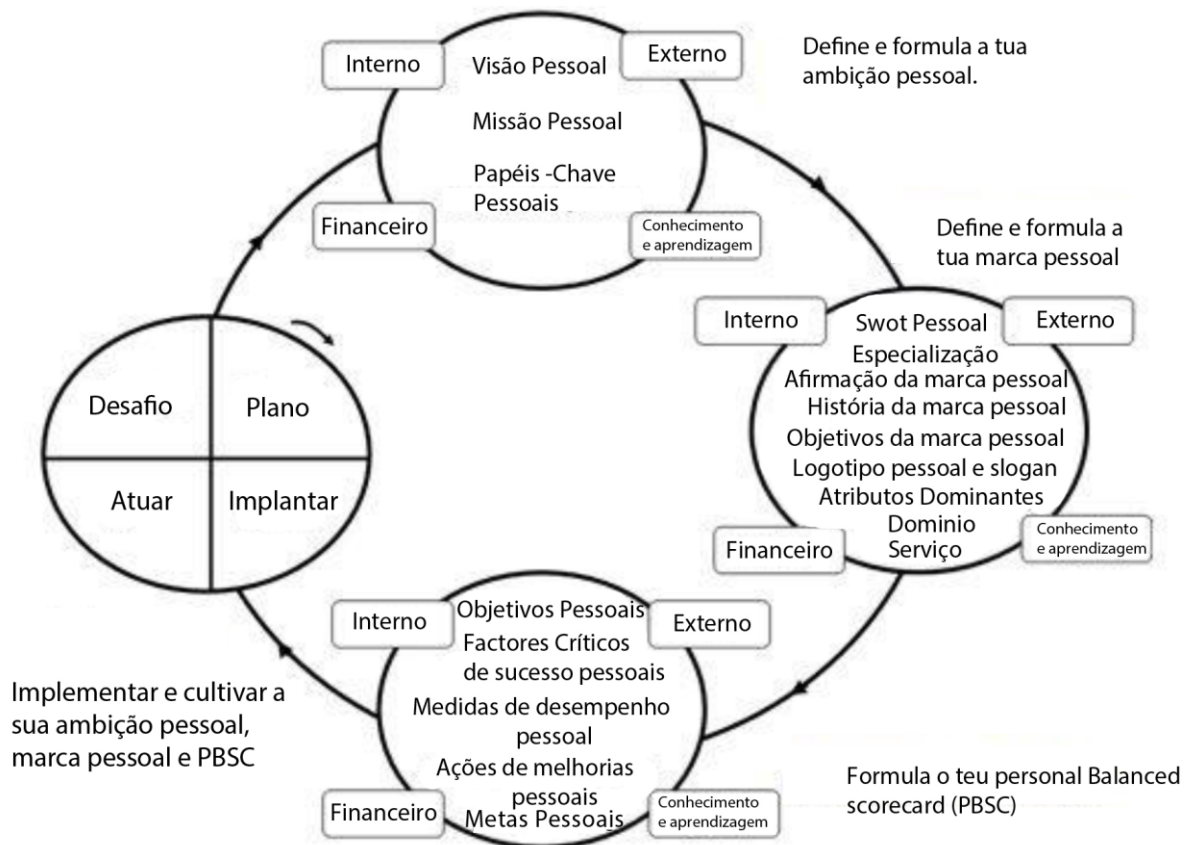 Interno
Externo
Visão Pessoal
Missão Pessoal
Papéis -Chave
Pessoais
Financeiro
Conhecimento
e aprendizagem
Define e formula a tua
ambição pessoal.
Define e formula a
tua marca pessoal
Interno
Externo
Swot Pessoal
Especialização
Afirmação da marca pessoal
História da marca pessoal
Objetivos da marca pessoal
Logotipo pessoal e slogan
Atributos Dominantes
Dominio
Serviço
Financeiro
Conhecimento
e aprendizagem
Desafio
Plano
Atuar
Implantar
Interno
Externo
Objetivos Pessoais
Factores Críticos
de sucesso pessoais
Medidas de desempenho
pessoal
Ações de melhorias
pessoais
Metas Pessoais
Financeiro
Conhecimento
e aprendizagem
Formula o teu personal Balanced
scorecard (PBSC)
Implementar e cultivar a
sua ambição pessoal,
marca pessoal e PBSC